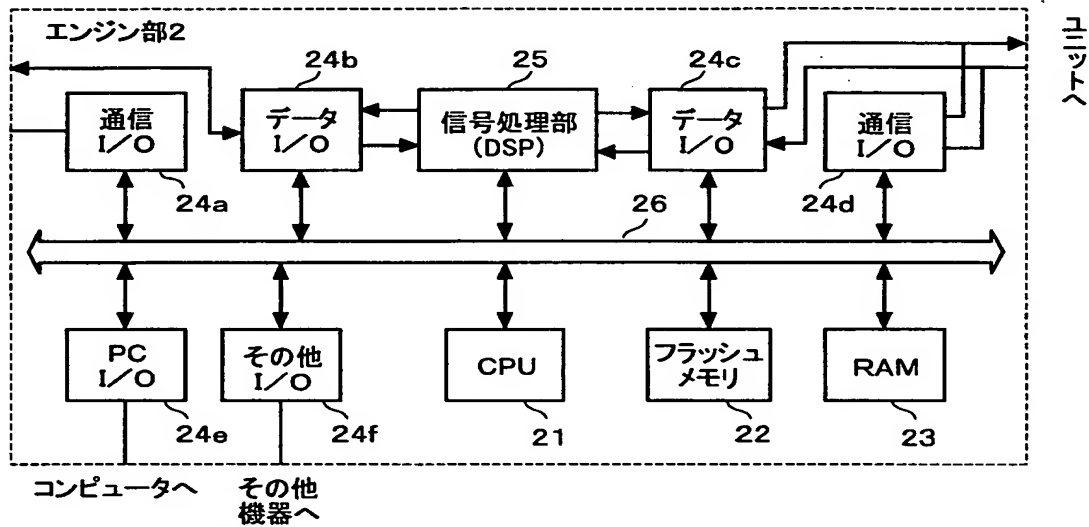 エンジン部2
ユニットへ
24b
25
24c
通信
I/O
データ
I/O
信号処理部
(DSP)
データ
I/O
通信
I/O
24a
26
24d
PC
I/O
その他
I/O
CPU
フラッシュ
メモリ
RAM
24e
24f
21
22
23
コンピュータへ
その他
機器へ